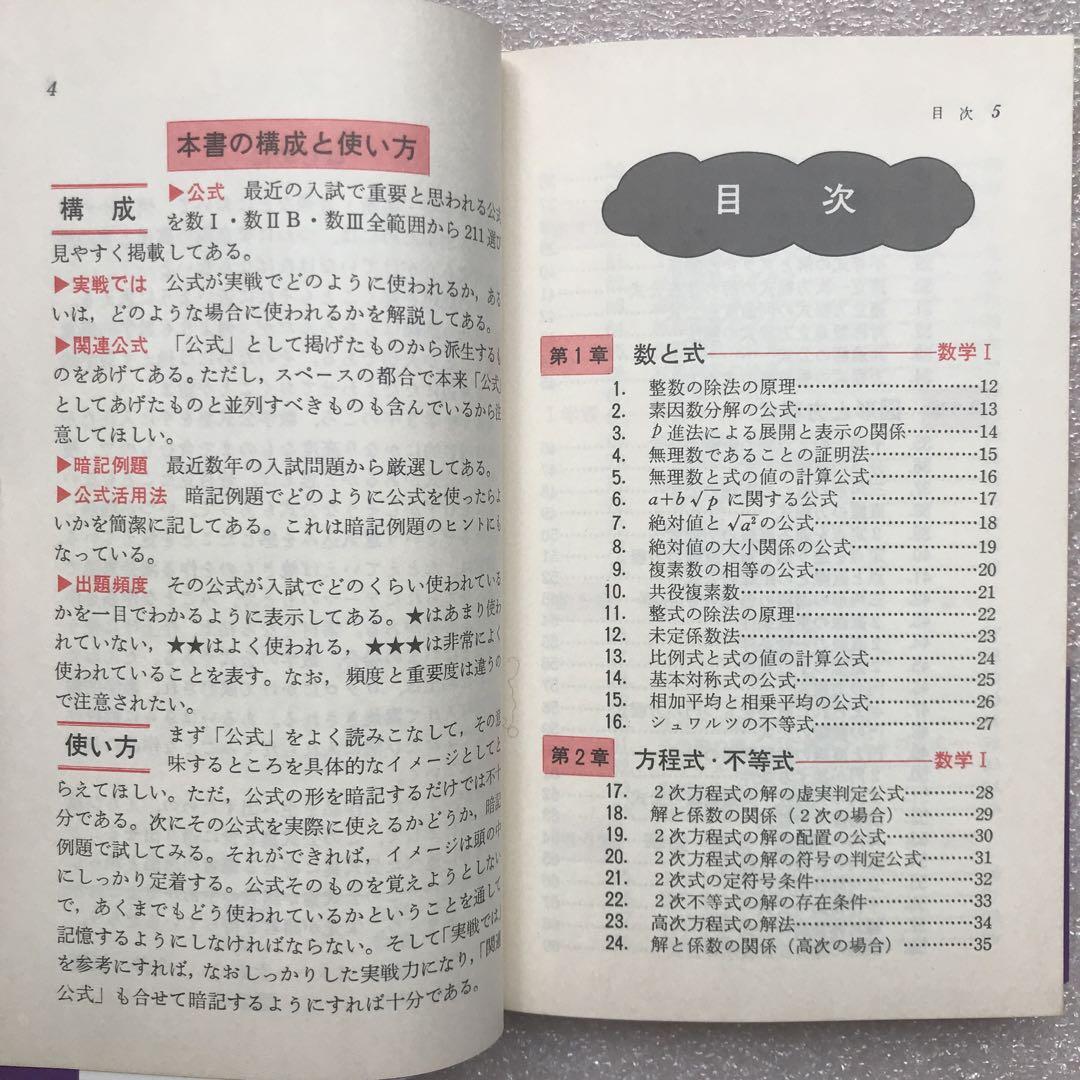 4
本書の構成と使い方
構成
▶公式 最近の入試で重要と思われる公式
を数Ⅰ・数ⅡB・数Ⅲ全範囲から211選び
見やすく掲載してある。
▶実戦では 公式が実戦でどのように使われるか，ある
いは，どのような場合に使われるかを解説してある。
▶関連公式 「公式」として掲げたものから派生するも
のをあげてある。ただし，スペースの都合で本来「公式」
としてあげたものと並列すべきものも含んでいるから注
意してほしい。
▶暗記例題 最近数年の入試問題から厳選してある。
▶公式活用法 暗記例題でどのように公式を使ったらよ
いかを簡潔に記してある。これは暗記例題のヒントにも
なっている。
▶出題頻度 その公式が入試でどのくらい使われている
かを一目でわかるように表示してある。★はあまり使わ
れていない，★★はよく使われる，★★★は非常によく
使われていることを表す。なお，頻度と重要度は違うの
で注意されたい。
使い方
まず「公式」をよく読みこなして，その意
味するところを具体的なイメージとしてと
らえてほしい。ただ，公式の形を暗記するだけでは不十
分である。次にその公式を実際に使えるかどうか，暗記
例題で試してみる。それができれば，イメージは頭の中
にしっかり定着する。公式そのものを覚えようとしない
で，あくまでもどう使われているかということを通して
記憶するようにしなければならない。そして「実戦では」
を参考にすれば，なおしっかりした実戦力になり，「関連
公式」も合せて暗記するようにすれば十分である。
目次 5
目次
第1章 数と式 数学Ⅰ
1. 整数の除法の原理…………………………12
2. 素因数分解の公式…………………………13
3. p進法による展開と表示の関係…………14
4. 無理数であることの証明法………………15
5. 無理数と式の値の計算公式………………16
6. a+b√p に関する公式 …………………17
7. 絶対値と√a²の公式………………………18
8. 絶対値の大小関係の公式…………………19
9. 複素数の相等の公式………………………20
10. 共役複素数…………………………………21
11. 整式の除法の原理…………………………22
12. 未定係数法…………………………………23
13. 比例式と式の値の計算公式………………24
14. 基本対称式の公式…………………………25
15. 相加平均と相乗平均の公式………………26
16. シュワルツの不等式………………………27
第2章 方程式・不等式 数学Ⅰ
17. 2次方程式の解の虚実判定公式…………28
18. 解と係数の関係（2次の場合）…………29
19. 2次方程式の解の配置の公式……………30
20. 2次方程式の解の符号の判定公式………31
21. 2次式の定符号条件………………………32
22. 2次不等式の解の存在条件………………33
23. 高次方程式の解法…………………………34
24. 解と係数の関係（高次の場合）…………35